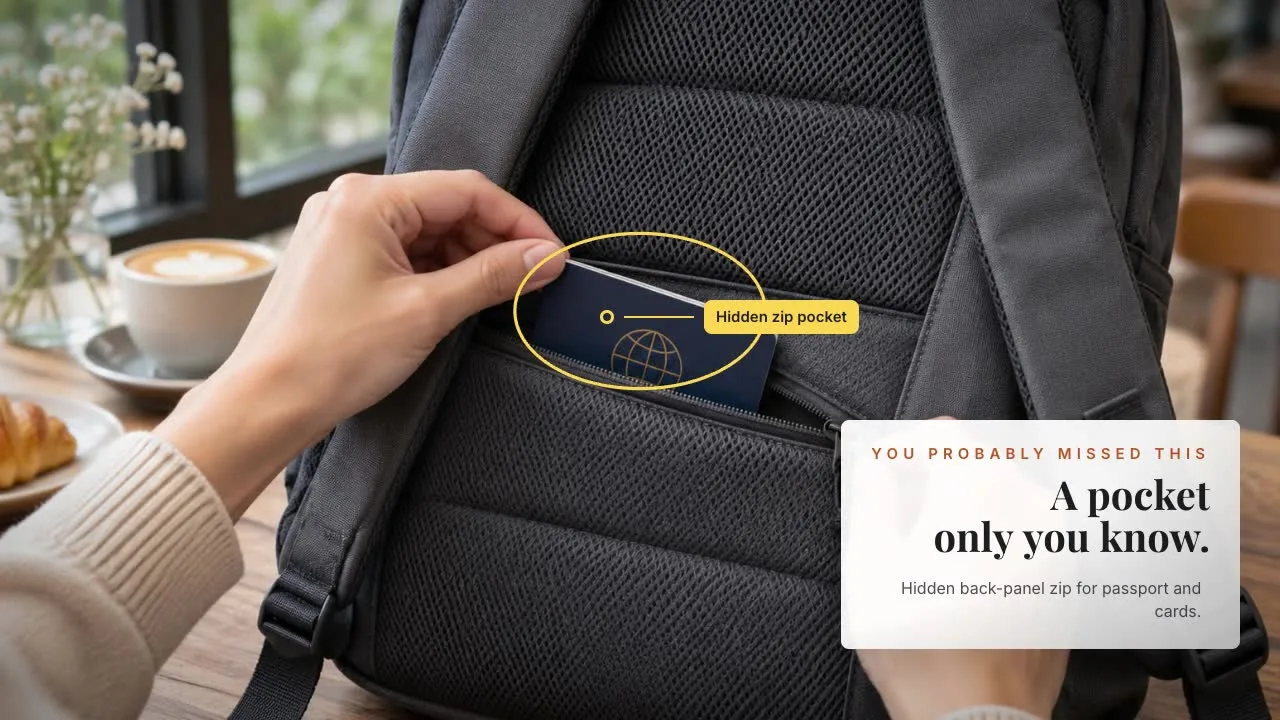 Hidden zip pocket
YOU PROBABLY MISSED THIS
A pocket
only you know.
Hidden back-panel zip for passport and
cards.